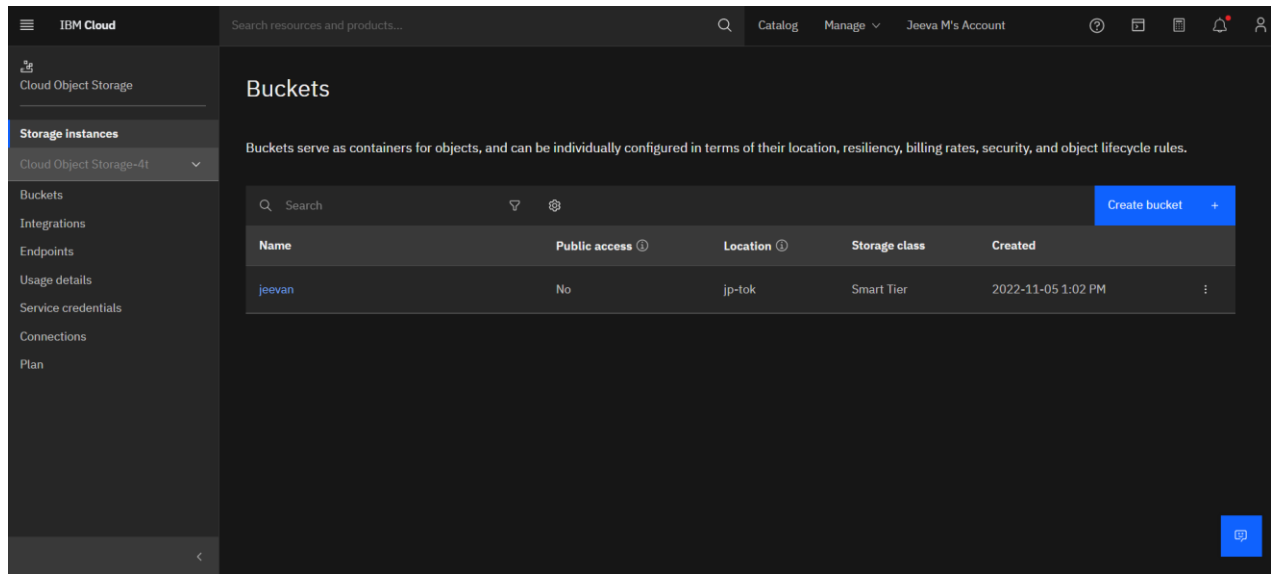 IBM Cloud
Search resources and products...
Catalog
Manage
Jeeva M's Account
Cloud Object Storage
Storage instances
Cloud Object Storage-4t
Buckets
Integrations
Endpoints
Usage details
Service credentials
Connections
Plan
Buckets
Buckets serve as containers for objects, and can be individually configured in terms of their location, resiliency, billing rates, security, and object lifecycle rules.
Search
Create bucket +
Name Public access Location Storage class Created
jeevan No jp-tok Smart Tier 2022-11-05 1:02 PM